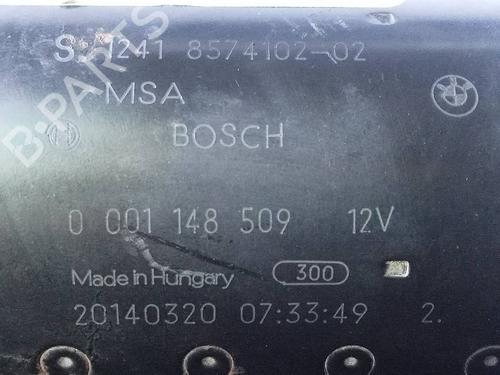 S. 1241 8574102-02
MSA
BOSCH
0 001 148 509 12V
Made in Hungary 300
20140320 07:33:49 2.
B-PARTS